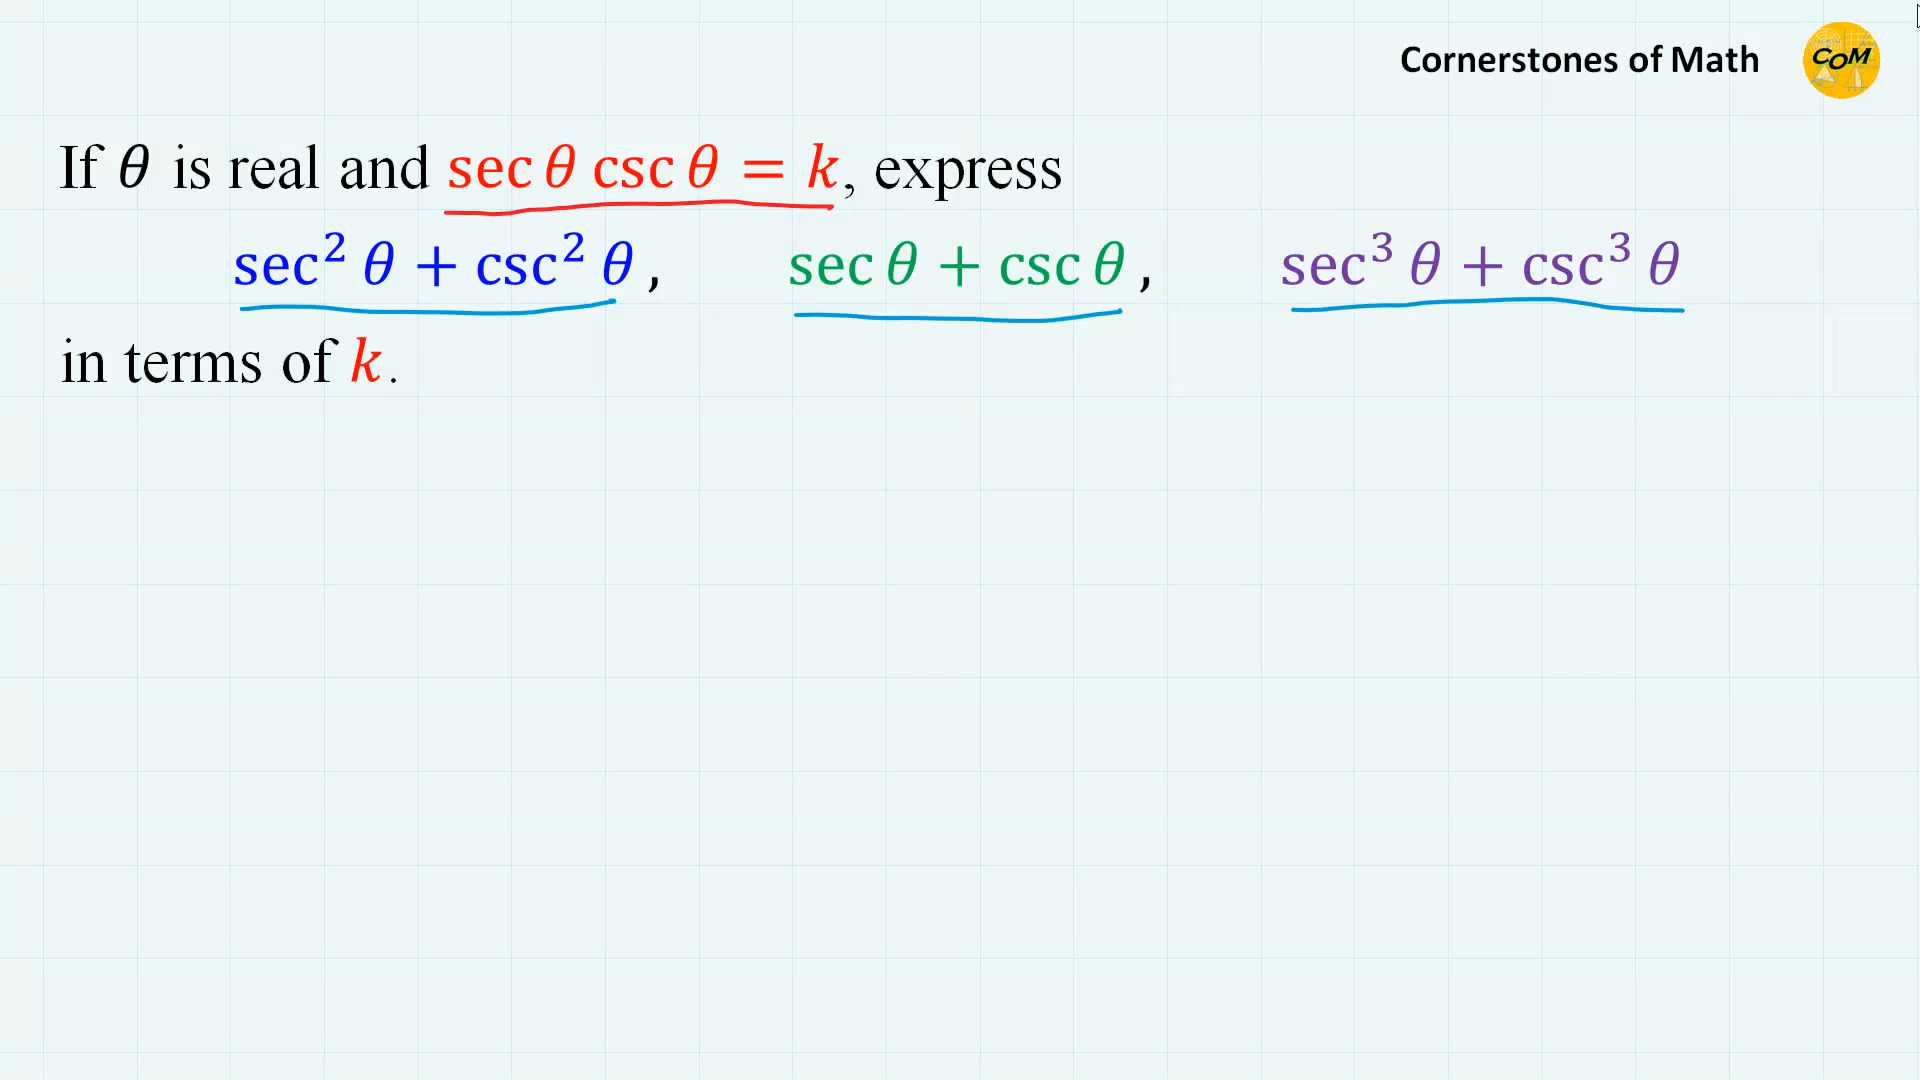 Cornerstones of Math COM
If θ is real and sec θ csc θ = k, express
sec² θ + csc² θ , sec θ + csc θ , sec³ θ + csc³ θ
in terms of k.